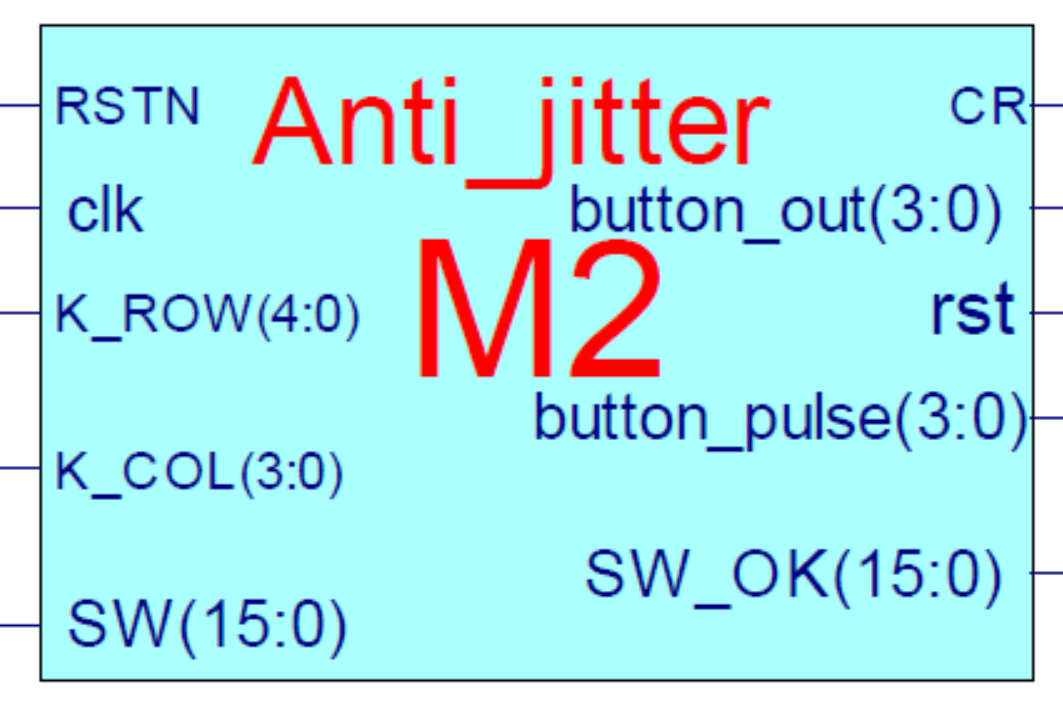 RSTN Anti_jitter CR
clk button_out(3:0)
K_ROW(4:0) M2 rst
button_pulse(3:0)
K_COL(3:0)
SW_OK(15:0)
SW(15:0)